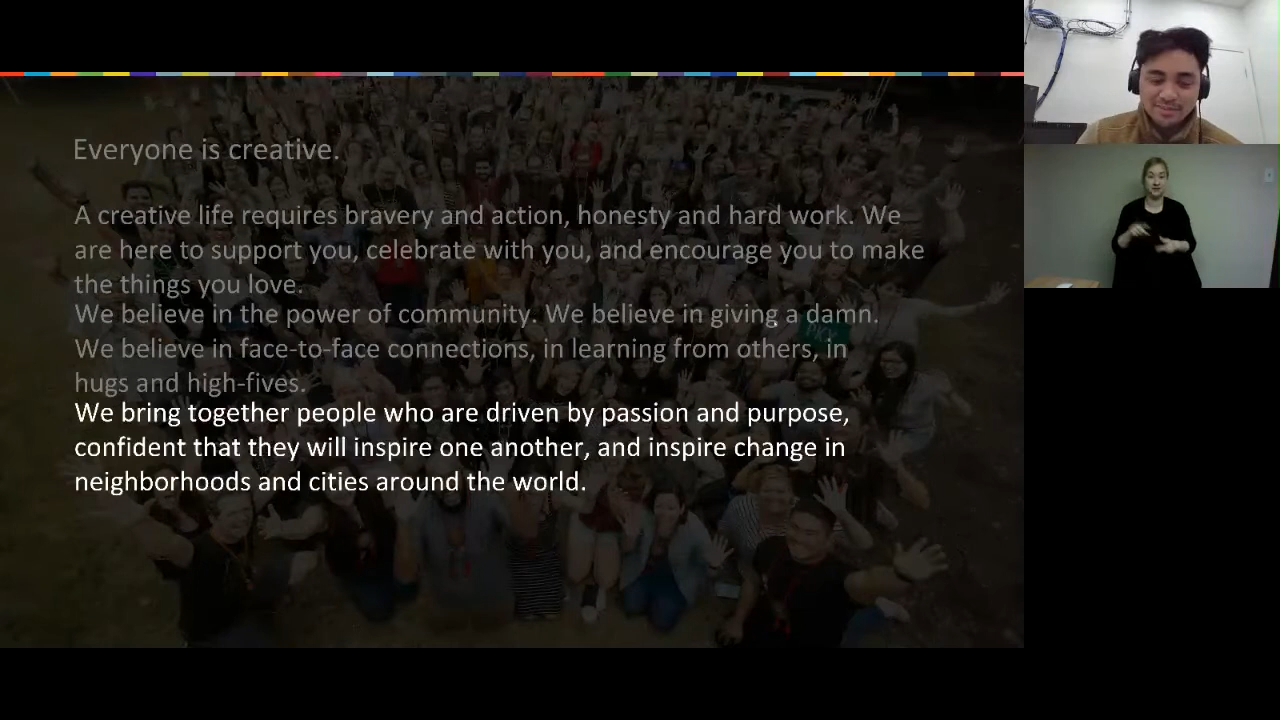 Everyone is creative.
A creative life requires bravery and action, honesty and hard work. We
are here to support you, celebrate with you, and encourage you to make
the things you love.
We believe in the power of community. We believe in giving a damn.
We believe in face-to-face connections, in learning from others, in
hugs and high-fives.
We bring together people who are driven by passion and purpose,
confident that they will inspire one another, and inspire change in
neighborhoods and cities around the world.